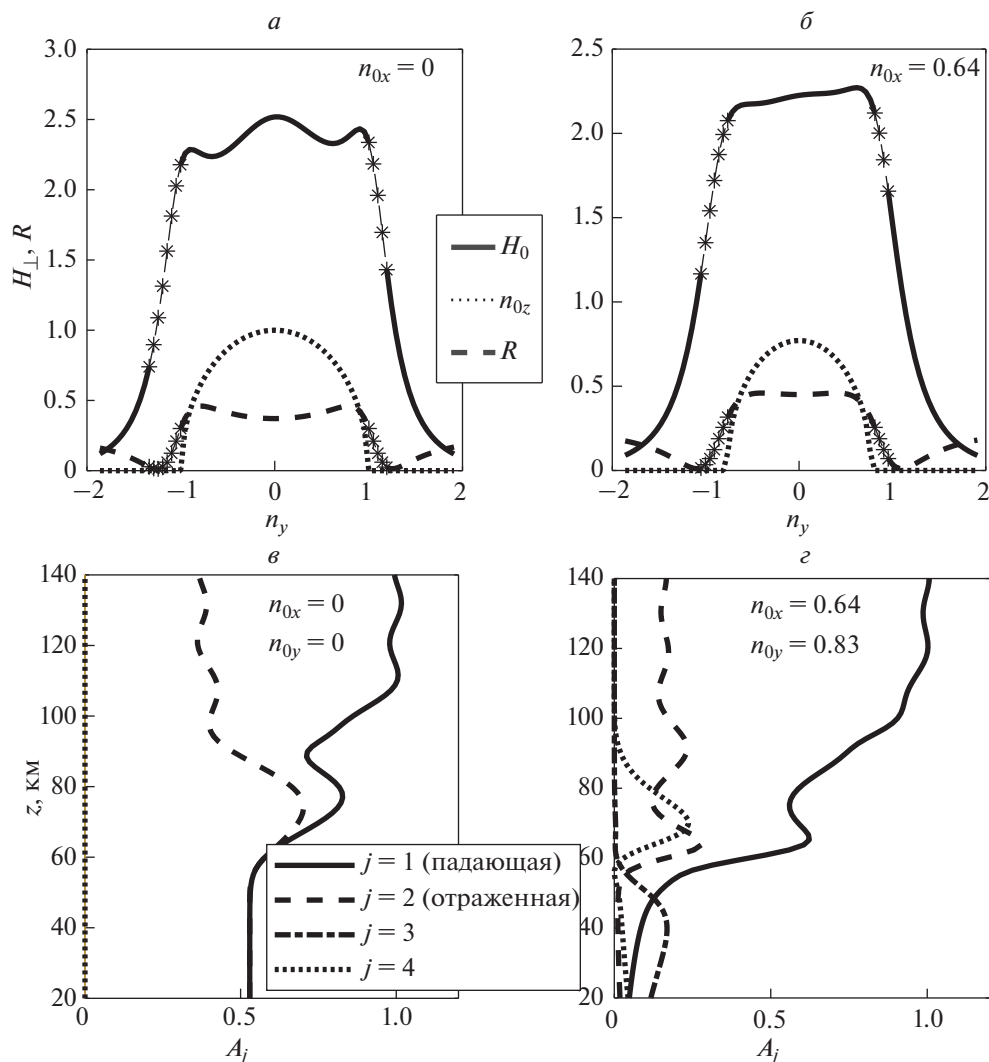 а
3.0
2.5
2.0
1.5
1.0
0.5
0
H⊥, R
n0x = 0
−2
−1
0
1
2
ny
б
2.5
2.0
1.5
1.0
0.5
0
n0x = 0.64
−2
−1
0
1
2
ny
H0
n0z
R
в
140
120
100
80
60
40
20
z, км
n0x = 0
n0y = 0
0
0.5
1.0
Aj
г
140
120
100
80
60
40
20
n0x = 0.64
n0y = 0.83
0
0.5
1.0
Aj
j = 1 (падающая)
j = 2 (отраженная)
j = 3
j = 4